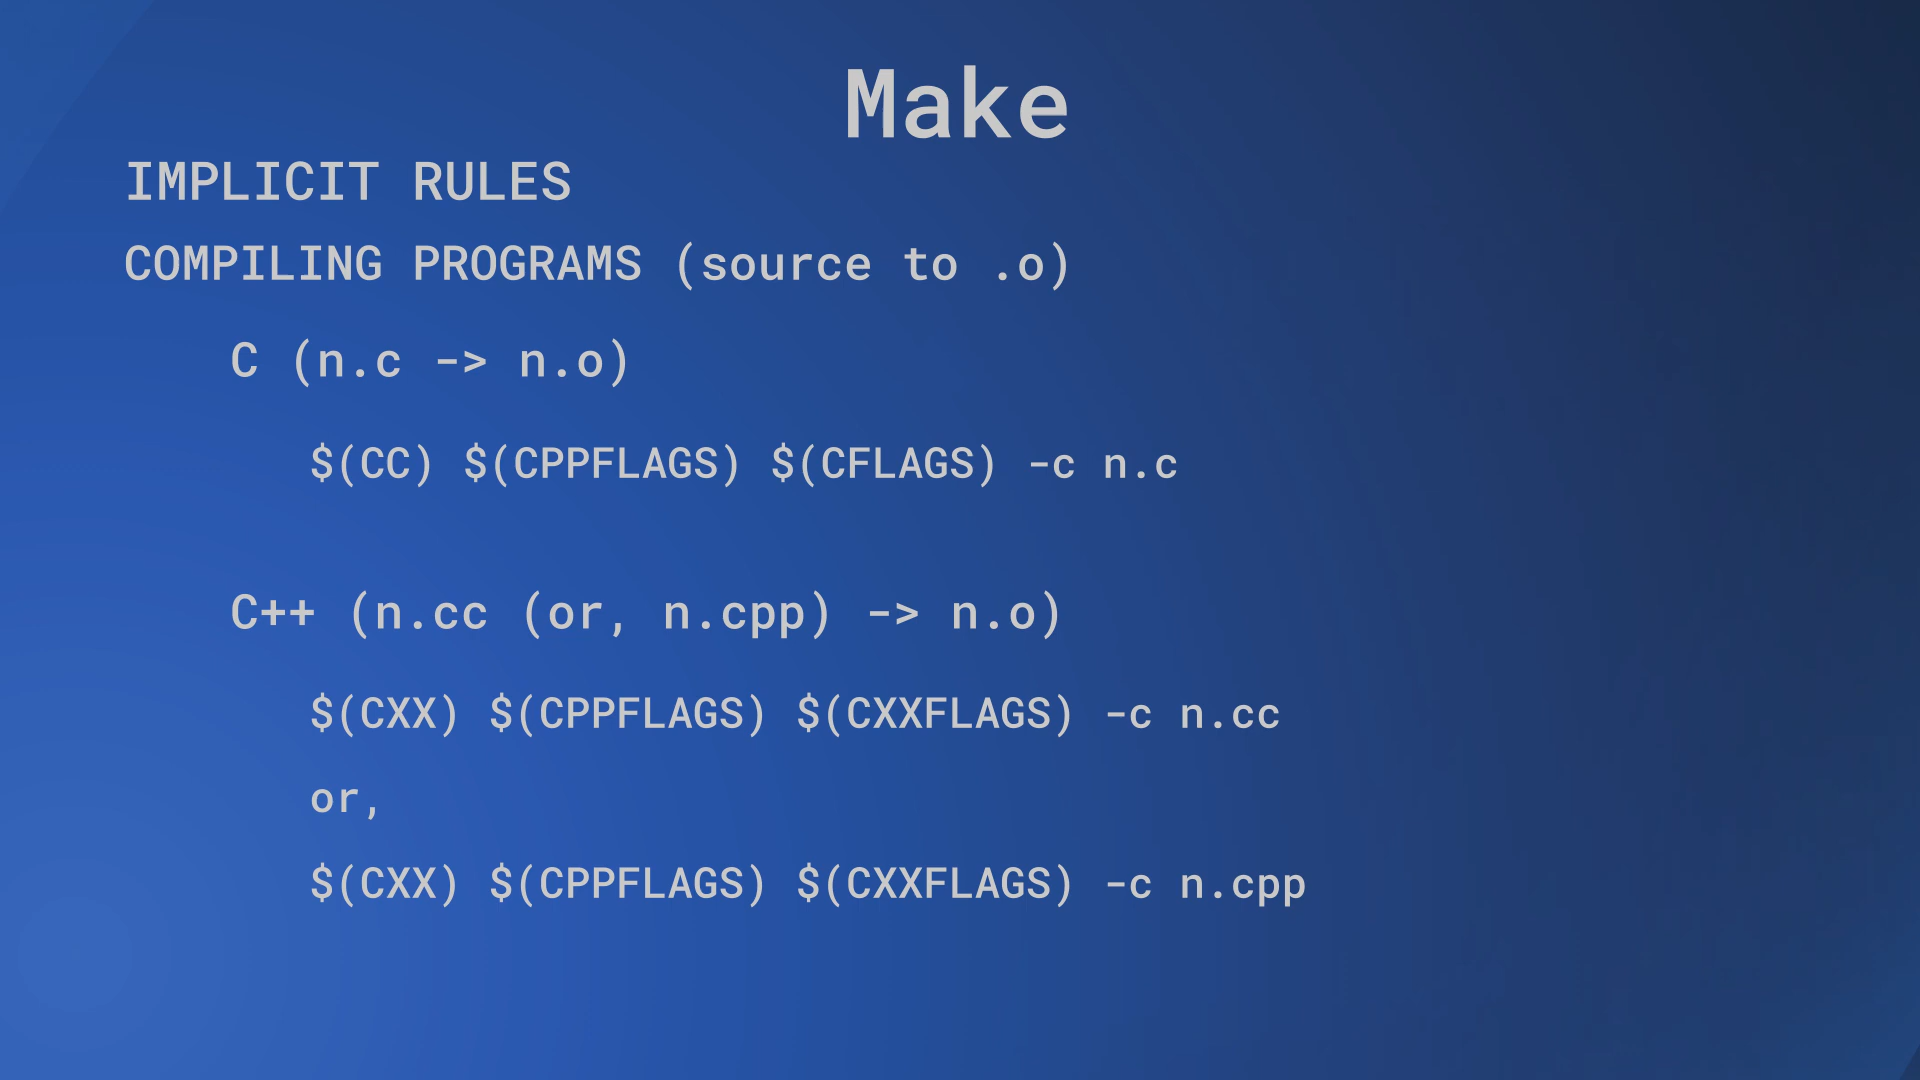 Make
IMPLICIT RULES
COMPILING PROGRAMS (source to .o)
C (n.c -> n.o)
$(CC) $(CPPFLAGS) $(CFLAGS) -c n.c
C++ (n.cc (or, n.cpp) -> n.o)
$(CXX) $(CPPFLAGS) $(CXXFLAGS) -c n.cc
or,
$(CXX) $(CPPFLAGS) $(CXXFLAGS) -c n.cpp